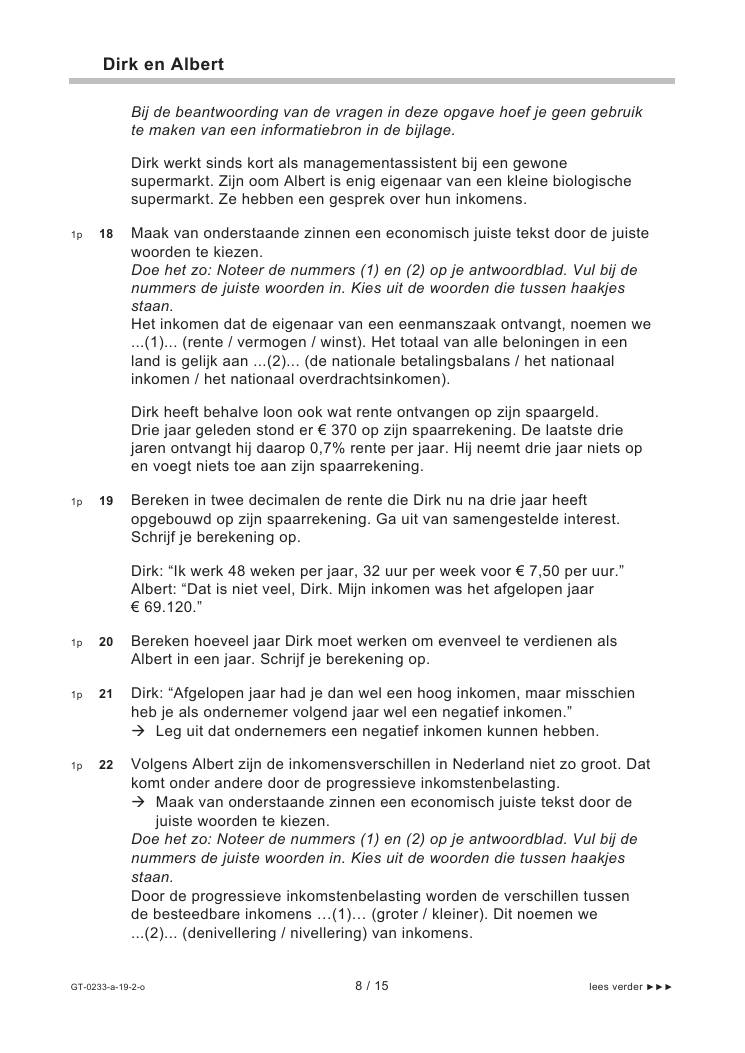 Dirk en Albert
Bij de beantwoording van de vragen in deze opgave hoef je geen gebruik
te maken van een informatiebron in de bijlage.
Dirk werkt sinds kort als managementassistent bij een gewone
supermarkt. Zijn oom Albert is enig eigenaar van een kleine biologische
supermarkt. Ze hebben een gesprek over hun inkomens.
1p 18 Maak van onderstaande zinnen een economisch juiste tekst door de juiste
woorden te kiezen.
Doe het zo: Noteer de nummers (1) en (2) op je antwoordblad. Vul bij de
nummers de juiste woorden in. Kies uit de woorden die tussen haakjes
staan.
Het inkomen dat de eigenaar van een eenmanszaak ontvangt, noemen we
...(1)... (rente / vermogen / winst). Het totaal van alle beloningen in een
land is gelijk aan ...(2)... (de nationale betalingsbalans / het nationaal
inkomen / het nationaal overdrachtsinkomen).
Dirk heeft behalve loon ook wat rente ontvangen op zijn spaargeld.
Drie jaar geleden stond er € 370 op zijn spaarrekening. De laatste drie
jaren ontvangt hij daarop 0,7% rente per jaar. Hij neemt drie jaar niets op
en voegt niets toe aan zijn spaarrekening.
1p 19 Bereken in twee decimalen de rente die Dirk nu na drie jaar heeft
opgebouwd op zijn spaarrekening. Ga uit van samengestelde interest.
Schrijf je berekening op.
Dirk: “Ik werk 48 weken per jaar, 32 uur per week voor € 7,50 per uur.”
Albert: “Dat is niet veel, Dirk. Mijn inkomen was het afgelopen jaar
€ 69.120.”
1p 20 Bereken hoeveel jaar Dirk moet werken om evenveel te verdienen als
Albert in een jaar. Schrijf je berekening op.
1p 21 Dirk: “Afgelopen jaar had je dan wel een hoog inkomen, maar misschien
heb je als ondernemer volgend jaar wel een negatief inkomen.”
→ Leg uit dat ondernemers een negatief inkomen kunnen hebben.
1p 22 Volgens Albert zijn de inkomensverschillen in Nederland niet zo groot. Dat
komt onder andere door de progressieve inkomstenbelasting.
→ Maak van onderstaande zinnen een economisch juiste tekst door de
juiste woorden te kiezen.
Doe het zo: Noteer de nummers (1) en (2) op je antwoordblad. Vul bij de
nummers de juiste woorden in. Kies uit de woorden die tussen haakjes
staan.
Door de progressieve inkomstenbelasting worden de verschillen tussen
de besteedbare inkomens …(1)… (groter / kleiner). Dit noemen we
...(2)... (denivellering / nivellering) van inkomens.
GT-0233-a-19-2-o 8 / 15 lees verder ►►►